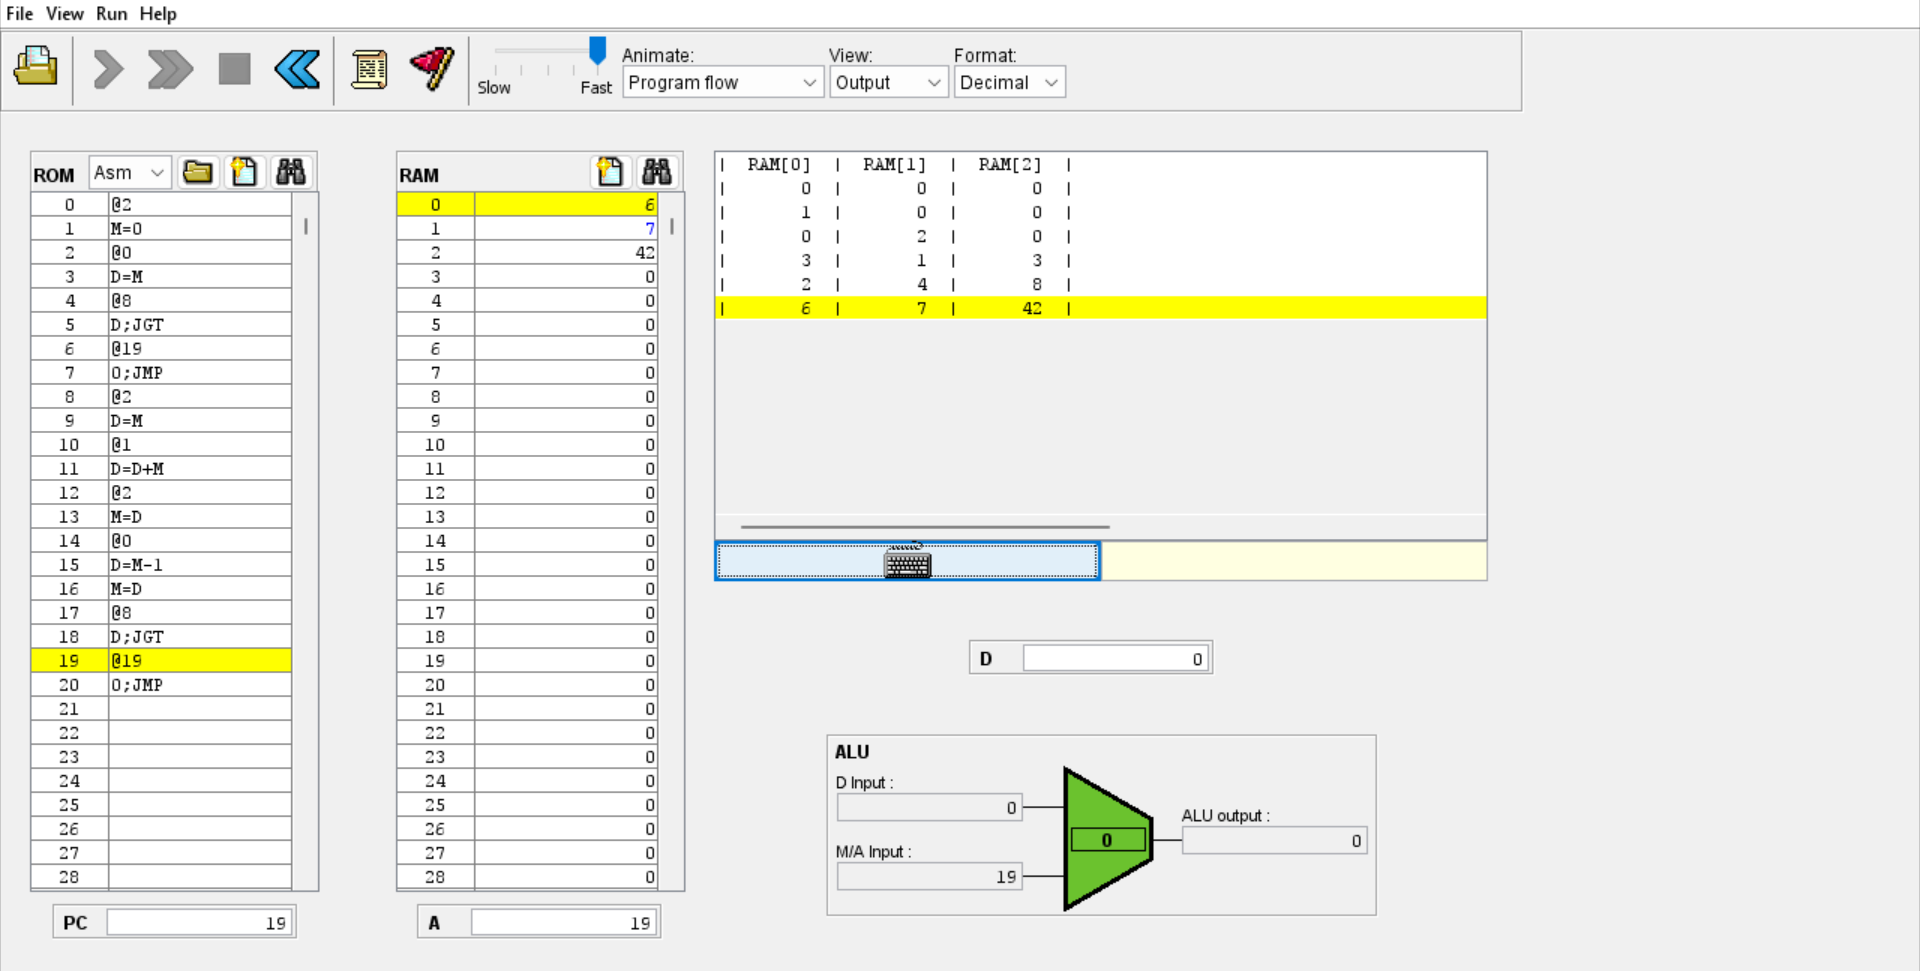 File View Run Help
Animate: View: Format:
Slow Fast Program flow Output Decimal
ROM Asm
0 @2
1 M=0
2 @0
3 D=M
4 @8
5 D;JGT
6 @19
7 0;JMP
8 @2
9 D=M
10 @1
11 D=D+M
12 @2
13 M=D
14 @0
15 D=M-1
16 M=D
17 @8
18 D;JGT
19 @19
20 0;JMP
21
22
23
24
25
26
27
28
PC 19
RAM
0 6
1 7
2 42
3 0
4 0
5 0
6 0
7 0
8 0
9 0
10 0
11 0
12 0
13 0
14 0
15 0
16 0
17 0
18 0
19 0
20 0
21 0
22 0
23 0
24 0
25 0
26 0
27 0
28 0
A 19
| RAM[0] | RAM[1] | RAM[2] |
| 0 | 0 | 0 |
| 1 | 0 | 0 |
| 0 | 2 | 0 |
| 3 | 1 | 3 |
| 2 | 4 | 8 |
| 6 | 7 | 42 |
D 0
ALU
D Input :
0
M/A Input :
19
0
ALU output :
0